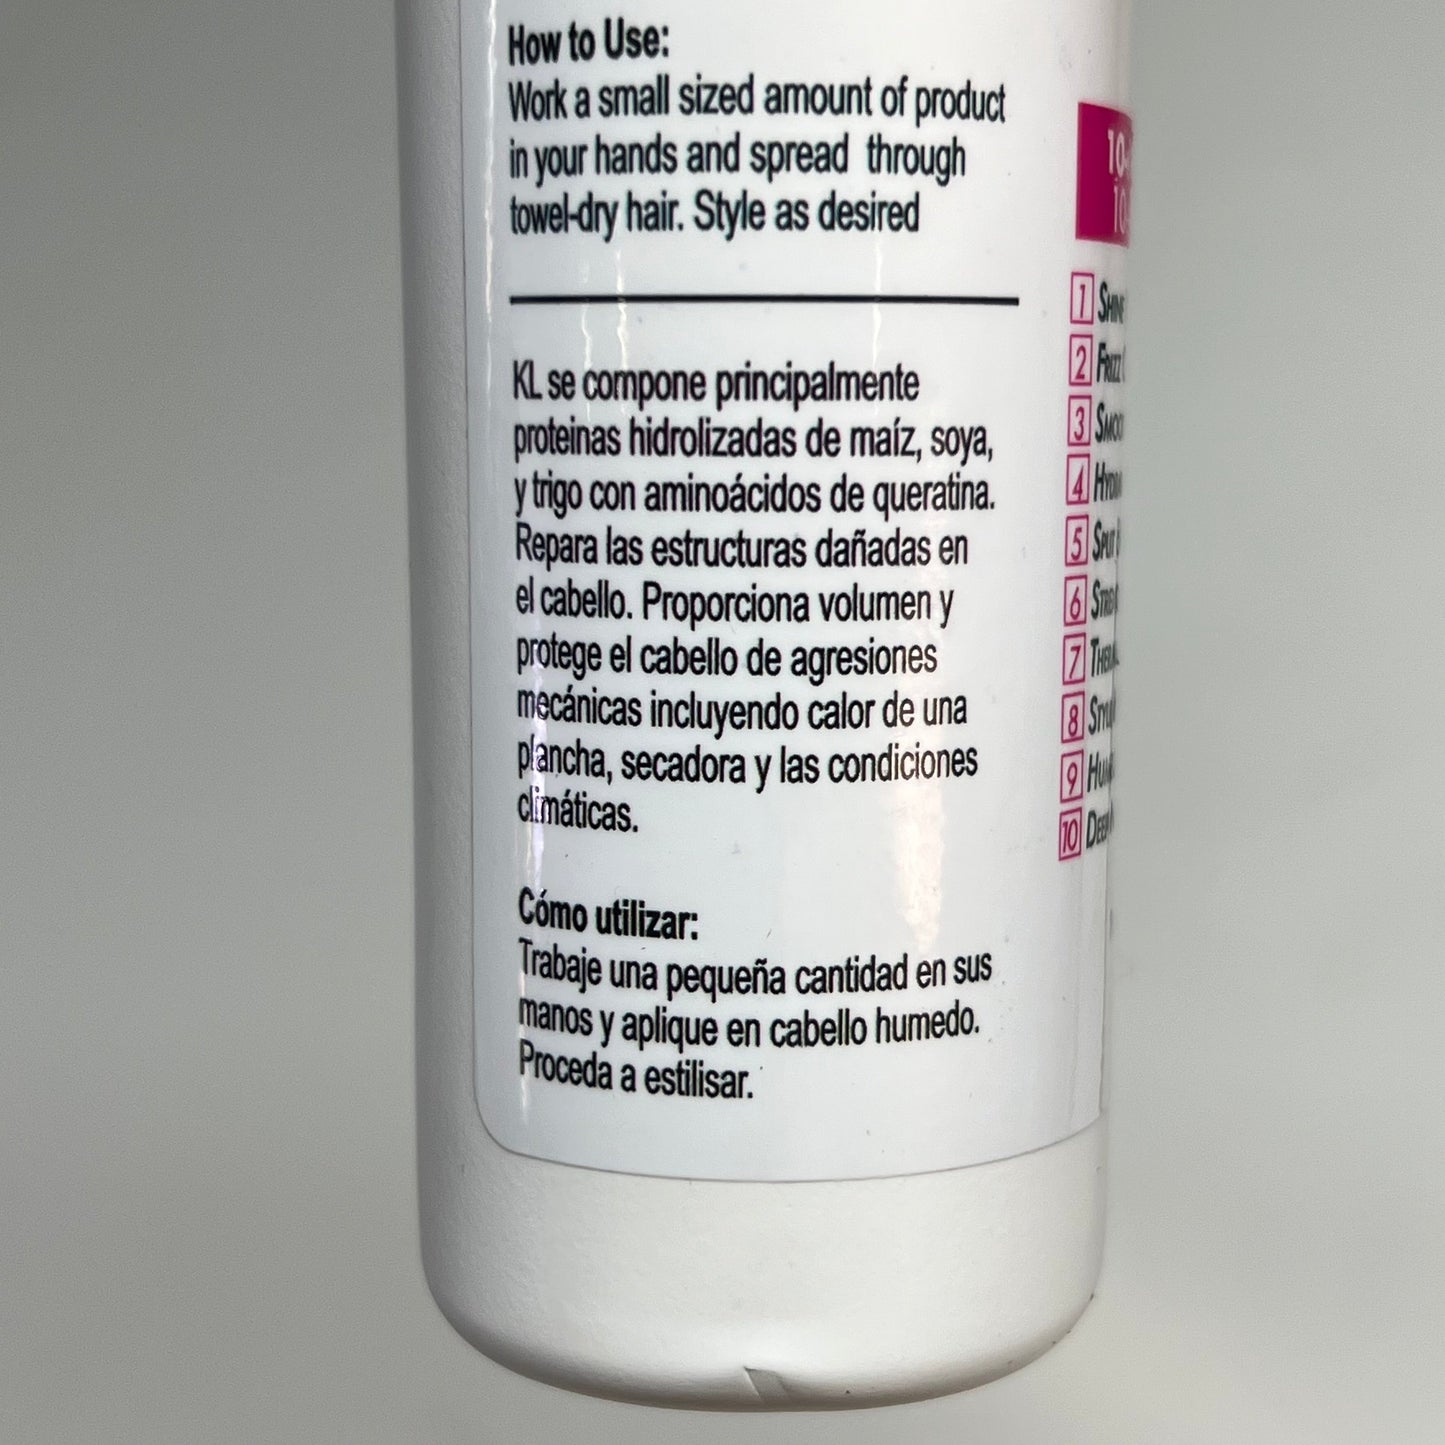 How to Use:
Work a small sized amount of product
in your hands and spread through
towel-dry hair. Style as desired
KL se compone principalmente
proteinas hidrolizadas de maíz, soya,
y trigo con aminoácidos de queratina.
Repara las estructuras dañadas en
el cabello. Proporciona volumen y
protege el cabello de agresiones
mecánicas incluyendo calor de una
plancha, secadora y las condiciones
climáticas.
Cómo utilizar:
Trabaje una pequeña cantidad en sus
manos y aplique en cabello humedo.
Proceda a estilisar.
1 SHINE
2 FRIZZ
3
4
5 SPLIT
6
7
8
9
10 DEEP